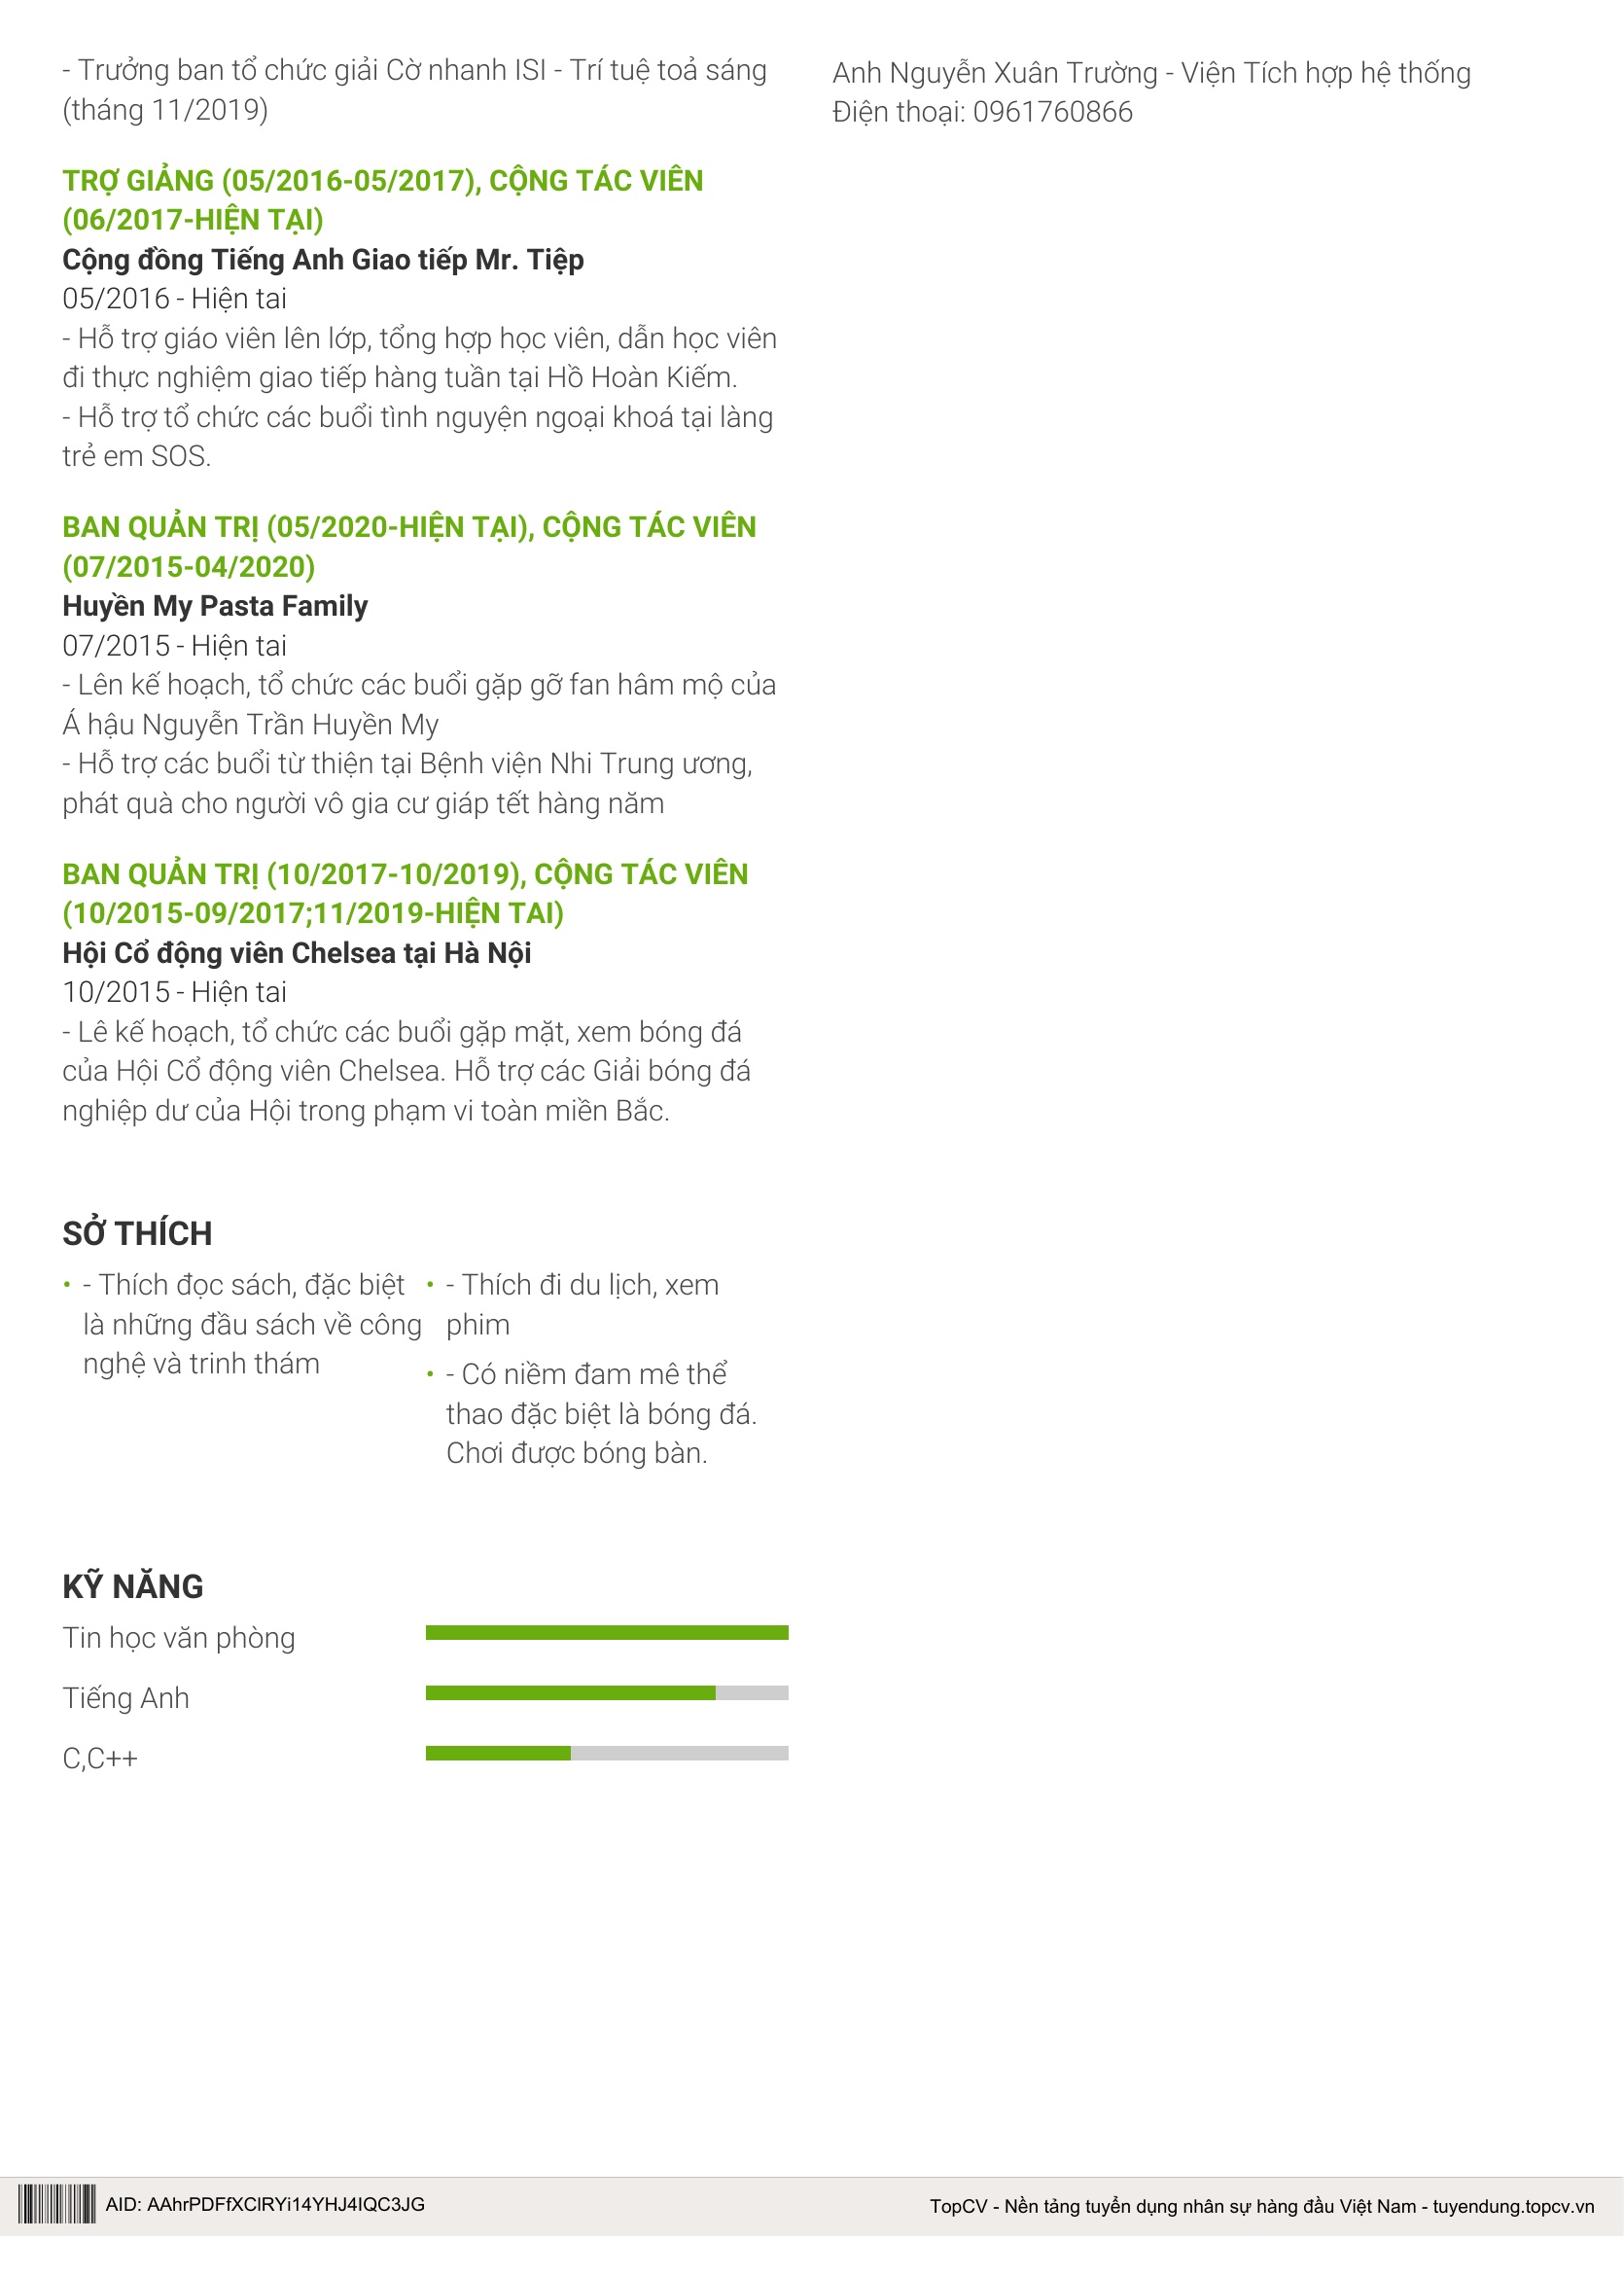 - Trưởng ban tổ chức giải Cờ nhanh ISI - Trí tuệ toả sáng
(tháng 11/2019)
TRỢ GIẢNG (05/2016-05/2017), CỘNG TÁC VIÊN
(06/2017-HIỆN TẠI)
Cộng đồng Tiếng Anh Giao tiếp Mr. Tiệp
05/2016 - Hiện tai
- Hỗ trợ giáo viên lên lớp, tổng hợp học viên, dẫn học viên
đi thực nghiệm giao tiếp hàng tuần tại Hồ Hoàn Kiếm.
- Hỗ trợ tổ chức các buổi tình nguyện ngoại khoá tại làng
trẻ em SOS.
BAN QUẢN TRỊ (05/2020-HIỆN TẠI), CỘNG TÁC VIÊN
(07/2015-04/2020)
Huyền My Pasta Family
07/2015 - Hiện tai
- Lên kế hoạch, tổ chức các buổi gặp gỡ fan hâm mộ của
Á hậu Nguyễn Trần Huyền My
- Hỗ trợ các buổi từ thiện tại Bệnh viện Nhi Trung ương,
phát quà cho người vô gia cư giáp tết hàng năm
BAN QUẢN TRỊ (10/2017-10/2019), CỘNG TÁC VIÊN
(10/2015-09/2017;11/2019-HIỆN TAI)
Hội Cổ động viên Chelsea tại Hà Nội
10/2015 - Hiện tai
- Lê kế hoạch, tổ chức các buổi gặp mặt, xem bóng đá
của Hội Cổ động viên Chelsea. Hỗ trợ các Giải bóng đá
nghiệp dư của Hội trong phạm vi toàn miền Bắc.
SỞ THÍCH
• - Thích đọc sách, đặc biệt
là những đầu sách về công
nghệ và trinh thám
• - Thích đi du lịch, xem
phim
• - Có niềm đam mê thể
thao đặc biệt là bóng đá.
Chơi được bóng bàn.
KỸ NĂNG
Tin học văn phòng
Tiếng Anh
C,C++
Anh Nguyễn Xuân Trường - Viện Tích hợp hệ thống
Điện thoại: 0961760866
AID: AAhrPDFfXClRYi14YHJ4IQC3JG
TopCV - Nền tảng tuyển dụng nhân sự hàng đầu Việt Nam - tuyendung.topcv.vn